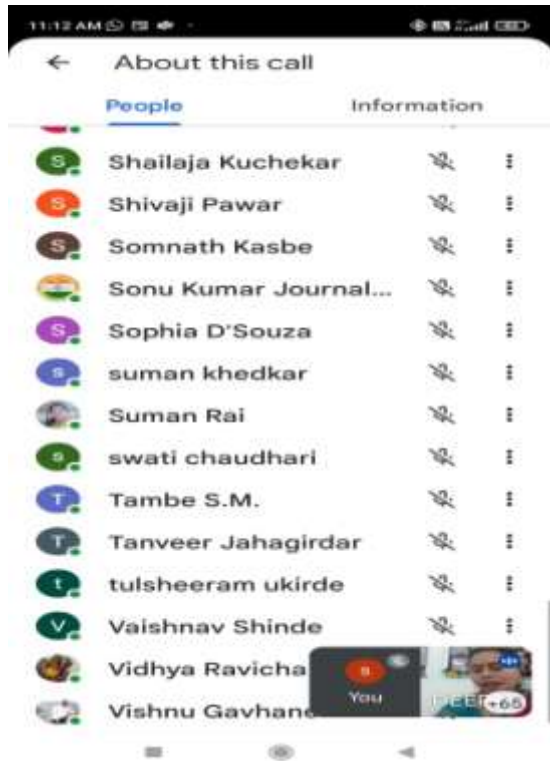 11:12 AM
About this call
People Information
S Shailaja Kuchekar
S Shivaji Pawar
S Somnath Kasbe
Sonu Kumar Journal...
S Sophia D'Souza
s suman khedkar
Suman Rai
s swati chaudhari
T Tambe S.M.
T Tanveer Jahagirdar
t tulsheeram ukirde
V Vaishnav Shinde
Vidhya Ravicha
s
You
+65
Vishnu Gavhane